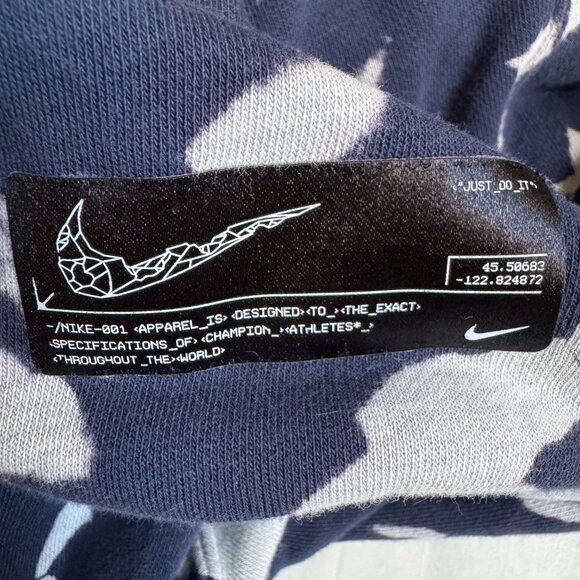 <"JUST_DO_IT">
45.50683
-122.824872
~/NIKE-001 <APPAREL_IS> <DESIGNED> <TO_> <THE_EXACT>
<SPECIFICATIONS_OF> <CHAMPION_> <ATHLETES*_>
<THROUGHOUT_THE> <WORLD>